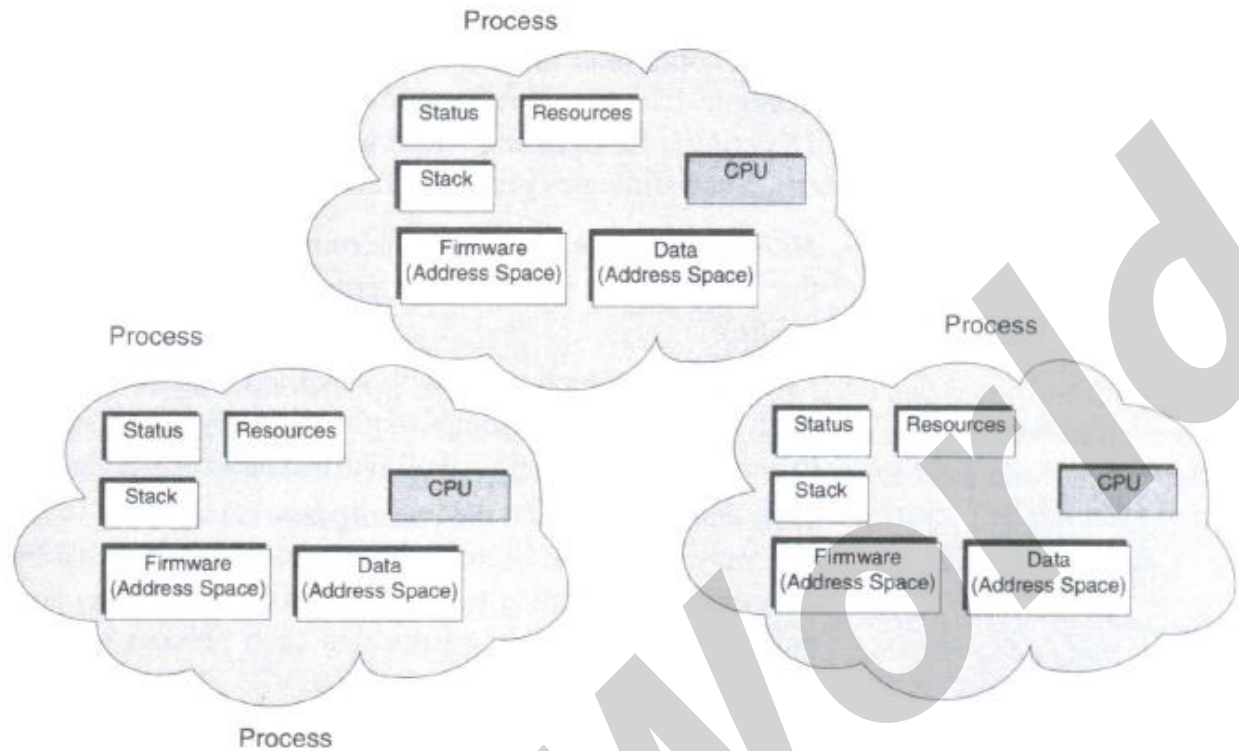 Process
Status
Resources
Stack
CPU
Firmware
(Address Space)
Data
(Address Space)
Process
Status
Resources
Stack
CPU
Firmware
(Address Space)
Data
(Address Space)
Process
Process
Status
Resources
Stack
CPU
Firmware
(Address Space)
Data
(Address Space)
World